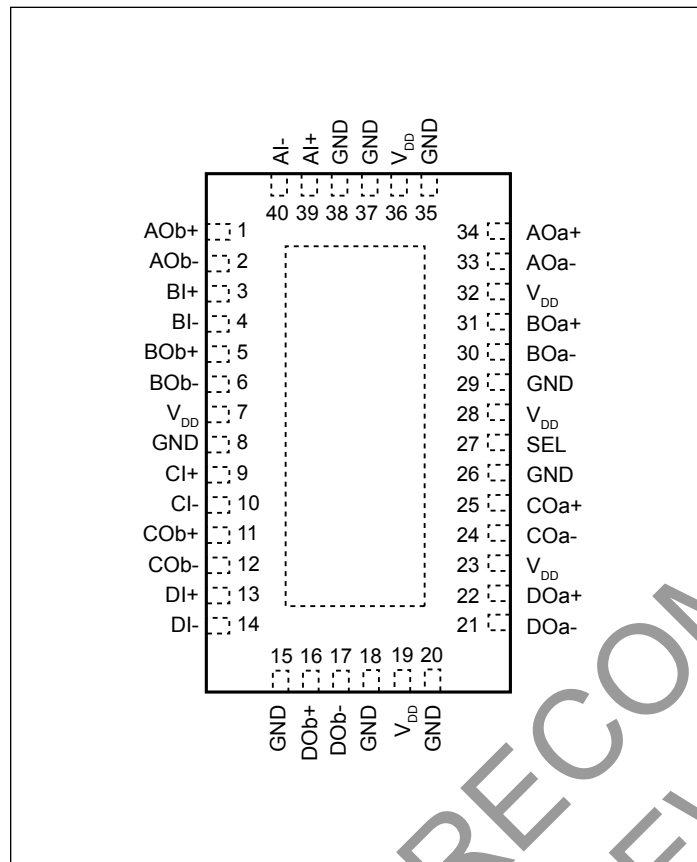 AI-
AI+
GND
GND
VDD
GND
40 39 38 37 36 35
AOb+ 1
AOb- 2
BI+ 3
BI- 4
BOb+ 5
BOb- 6
VDD 7
GND 8
CI+ 9
CI- 10
COb+ 11
COb- 12
DI+ 13
DI- 14
34 AOa+
33 AOa-
32 VDD
31 BOa+
30 BOa-
29 GND
28 VDD
27 SEL
26 GND
25 COa+
24 COa-
23 VDD
22 DOa+
21 DOa-
15 16 17 18 19 20
GND
DOb+
DOb-
GND
VDD
GND